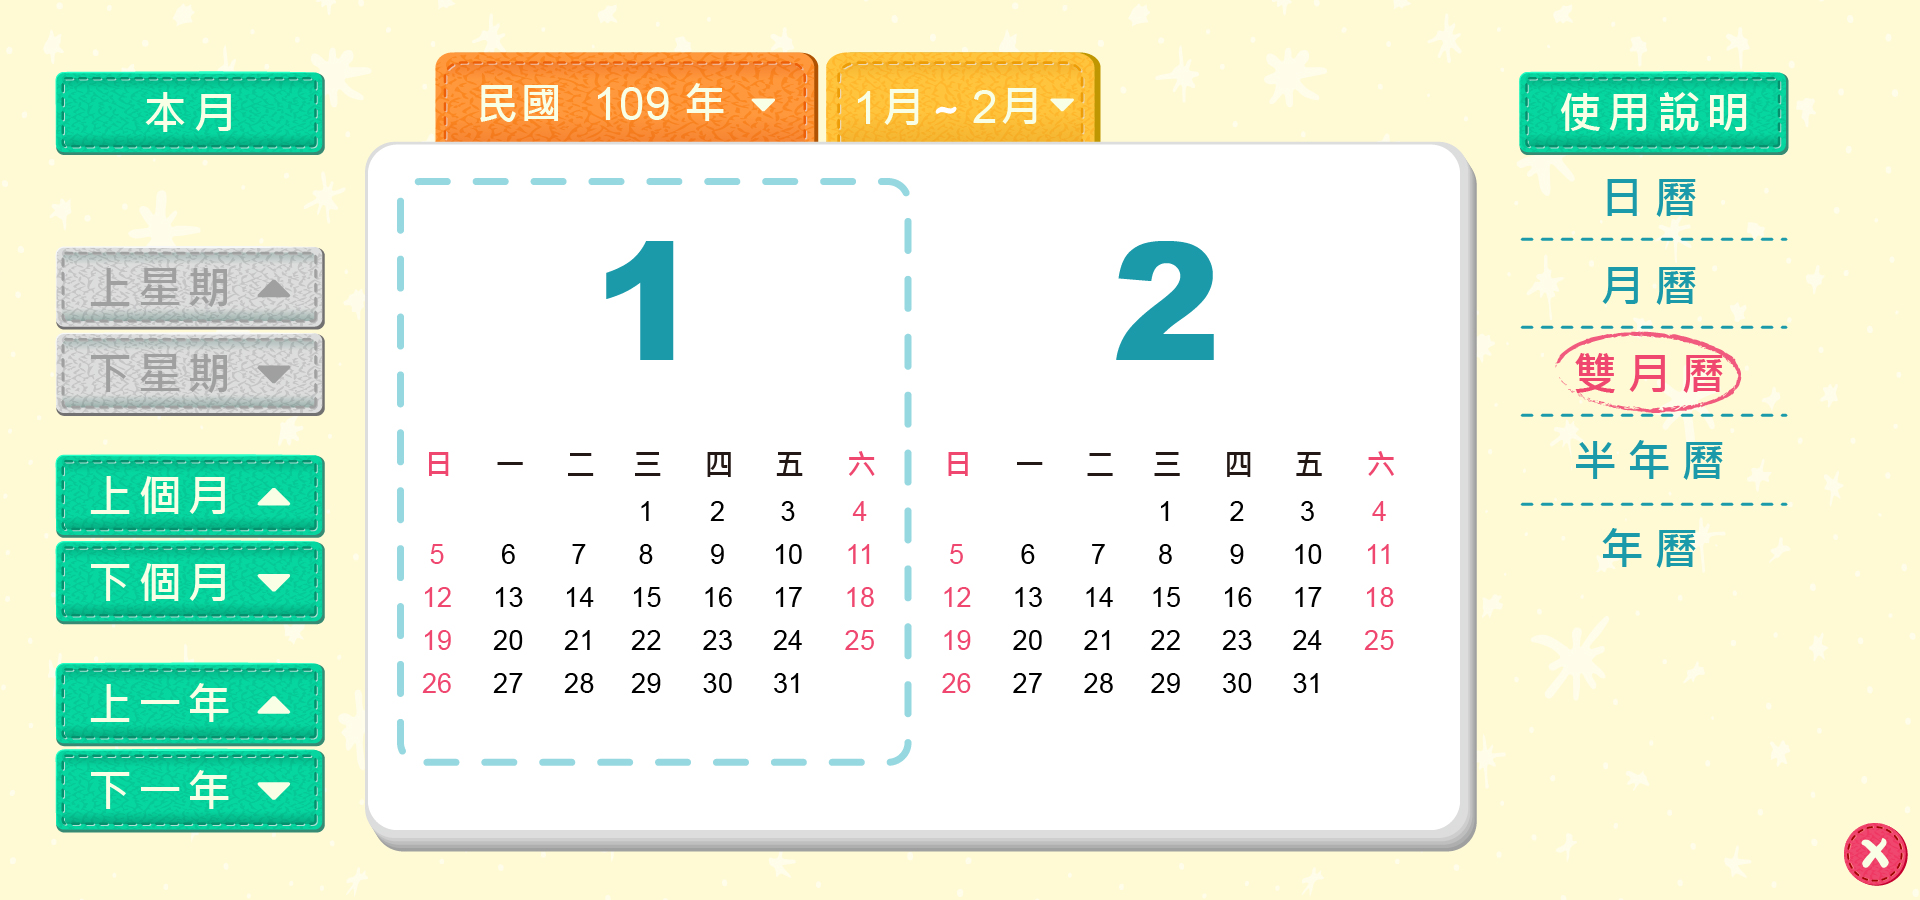 本月
上星期
下星期
上個月
下個月
上一年
下一年
民國 109 年
1月~ 2月
1
日 一 二 三 四 五 六
1 2 3 4
5 6 7 8 9 10 11
12 13 14 15 16 17 18
19 20 21 22 23 24 25
26 27 28 29 30 31
2
日 一 二 三 四 五 六
1 2 3 4
5 6 7 8 9 10 11
12 13 14 15 16 17 18
19 20 21 22 23 24 25
26 27 28 29 30 31
使用說明
日曆
月曆
雙月曆
半年曆
年曆